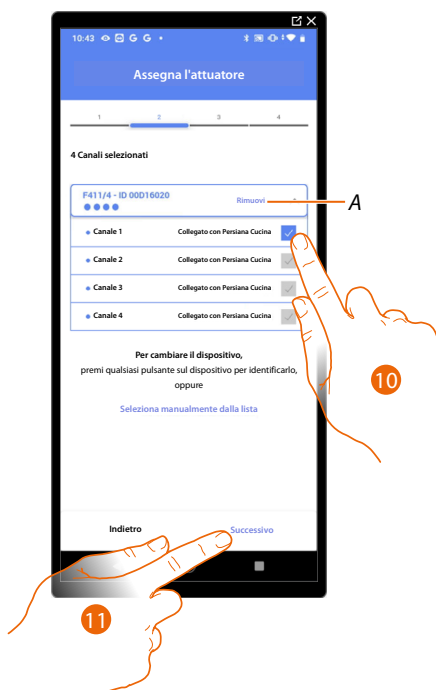 10:43 G G
Assegna l'attuatore
1 2 3 4
4 Canali selezionati
F411/4 - ID 00D16020
Rimuovi
A
Canale 1 Collegato con Persiana Cucina
Canale 2 Collegato con Persiana Cucina
Canale 3 Collegato con Persiana Cucina
Canale 4 Collegato con Persiana Cucina
Per cambiare il dispositivo,
premi qualsiasi pulsante sul dispositivo per identificarlo,
oppure
Seleziona manualmente dalla lista
10
Indietro Successivo
11